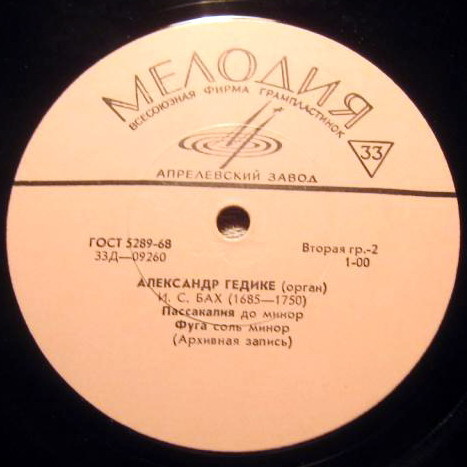 МЕЛОДИЯ
ВСЕСОЮЗНАЯ ФИРМА ГРАМПЛАСТИНОК
33
АПРЕЛЕВСКИЙ ЗАВОД
ГОСТ 5289-68
33Д—09260
Вторая гр.-2
1-00
АЛЕКСАНДР ГЕДИКЕ (орган)
И. С. БАХ (1685—1750)
Пассакалия до минор
Фуга соль минор
(Архивная запись)